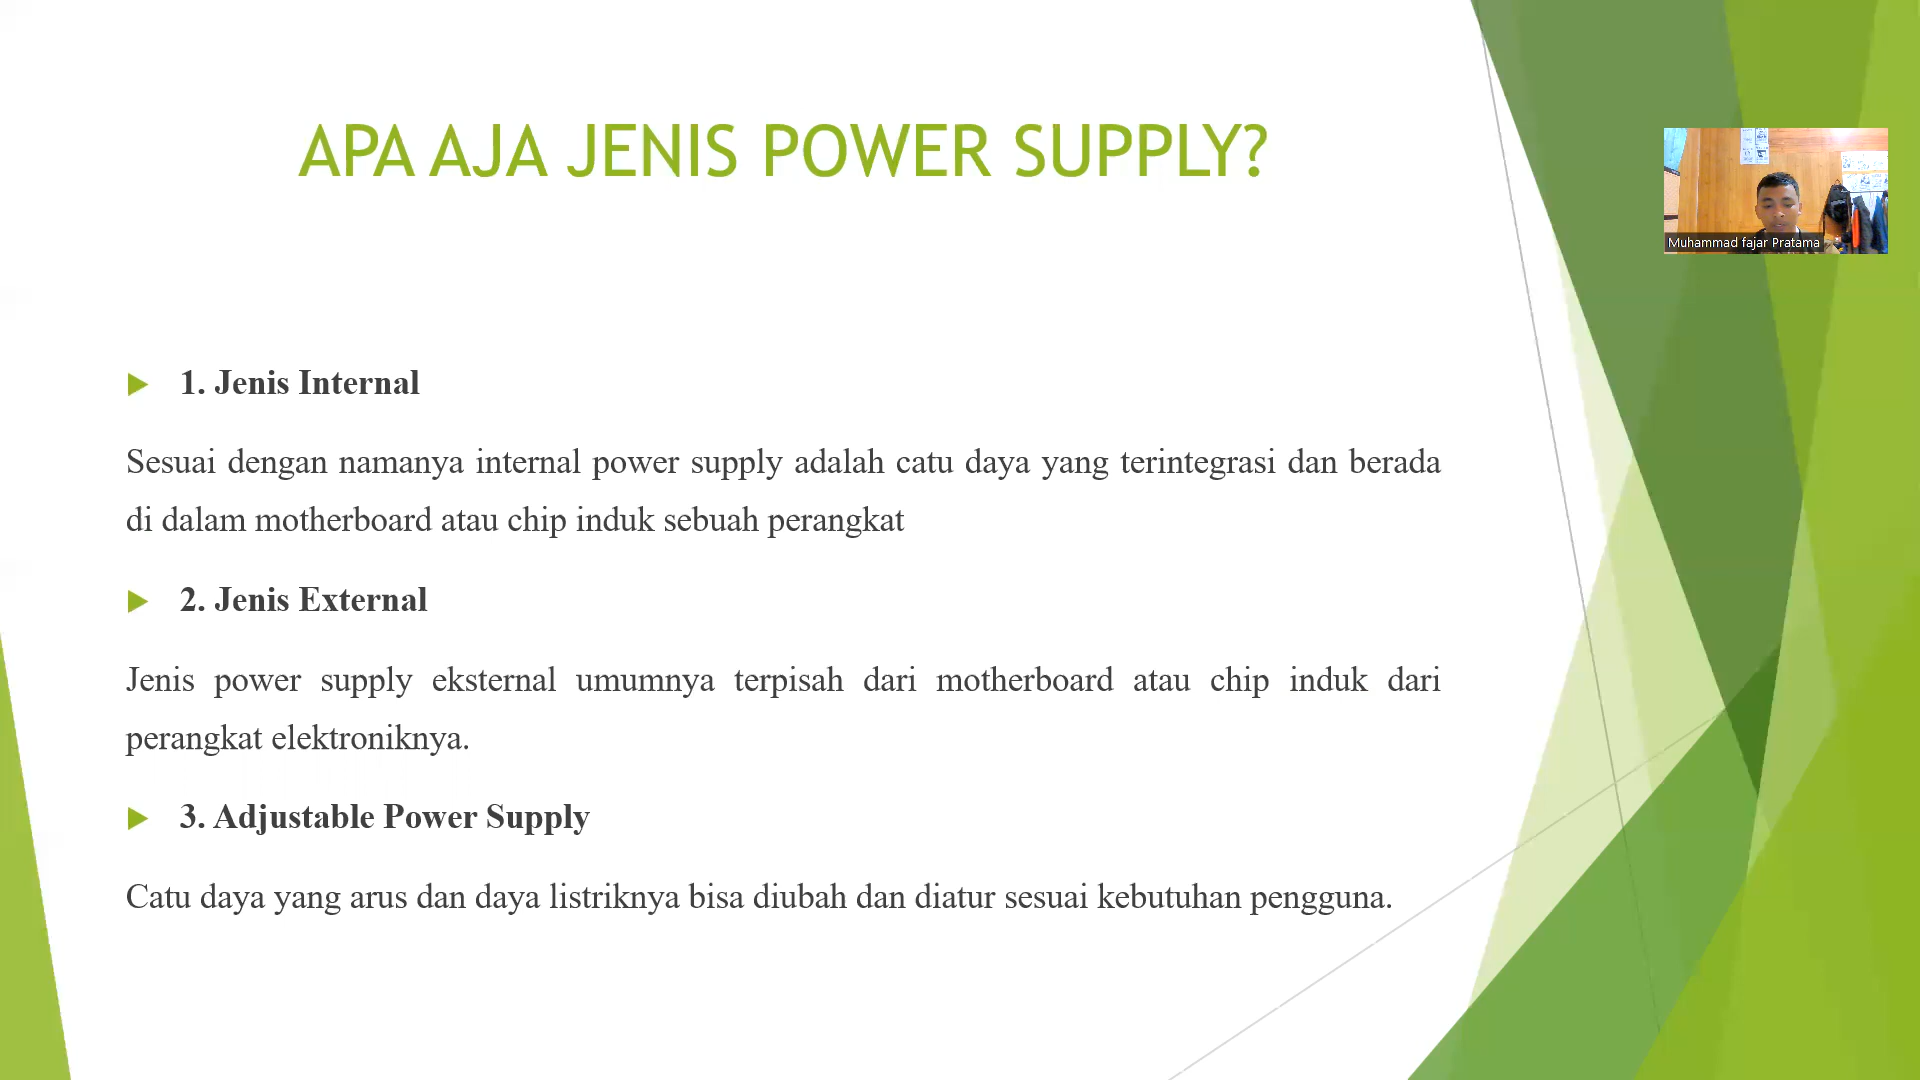 APA AJA JENIS POWER SUPPLY?
Muhammad fajar Pratama
1. Jenis Internal
Sesuai dengan namanya internal power supply adalah catu daya yang terintegrasi dan berada
di dalam motherboard atau chip induk sebuah perangkat
2. Jenis External
Jenis power supply eksternal umumnya terpisah dari motherboard atau chip induk dari
perangkat elektroniknya.
3. Adjustable Power Supply
Catu daya yang arus dan daya listriknya bisa diubah dan diatur sesuai kebutuhan pengguna.